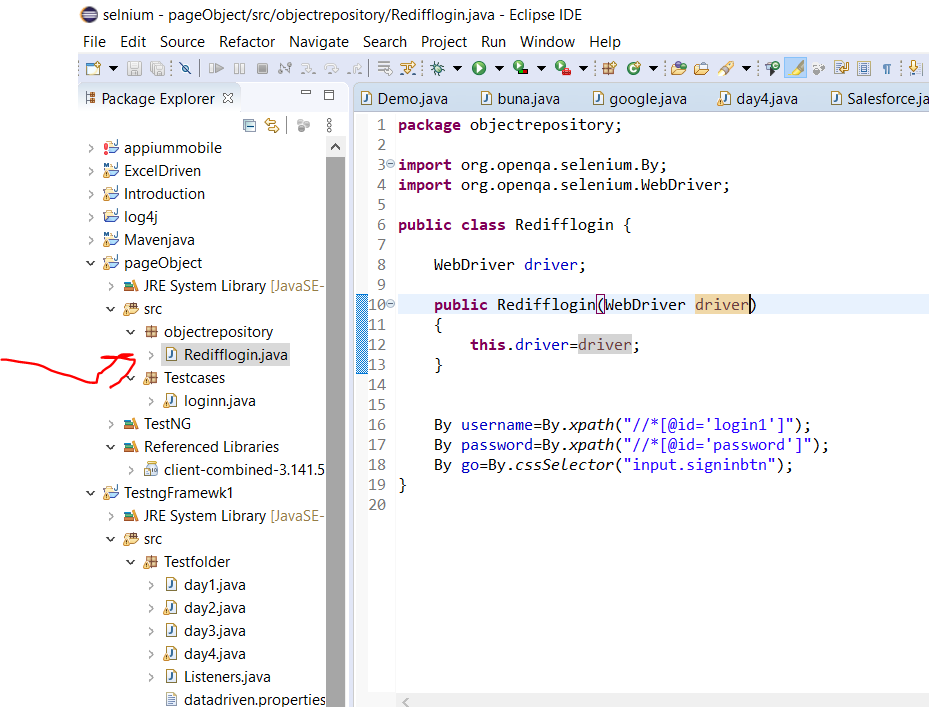 selnium - pageObject/src/objectrepository/Redifflogin.java - Eclipse IDE
File Edit Source Refactor Navigate Search Project Run Window Help
Package Explorer
appiummobile
ExcelDriven
Introduction
log4j
Mavenjava
pageObject
JRE System Library [JavaSE-
src
objectrepository
Redifflogin.java
Testcases
loginn.java
TestNG
Referenced Libraries
client-combined-3.141.5
TestngFramewk1
JRE System Library [JavaSE-
src
Testfolder
day1.java
day2.java
day3.java
day4.java
Listeners.java
datadriven.properties
Demo.java buna.java google.java day4.java Salesforce.ja
1 package objectrepository;
2
3 import org.openqa.selenium.By;
4 import org.openqa.selenium.WebDriver;
5
6 public class Redifflogin {
7
8 WebDriver driver;
9
10 public Redifflogin(WebDriver driver)
11 {
12 this.driver=driver;
13 }
14
15
16 By username=By.xpath("//*[@id='login1']");
17 By password=By.xpath("//*[@id='password']");
18 By go=By.cssSelector("input.signinbtn");
19 }
20